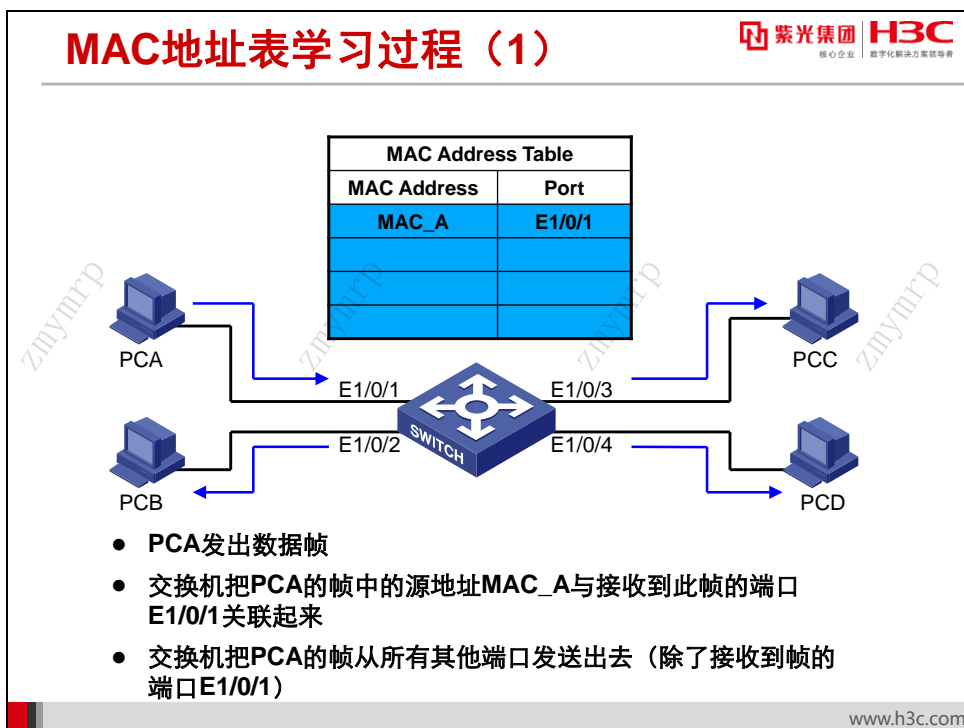 MAC地址表学习过程（1）
紫光集团
核心企业
H3C
数字化解决方案领导者
MAC Address Table
MAC Address
Port
MAC_A
E1/0/1
zmymrp
zmymrp
zmymrp
zmymrp
PCA
PCC
E1/0/1
E1/0/3
SWITCH
E1/0/2
E1/0/4
PCB
PCD
● PCA发出数据帧
● 交换机把PCA的帧中的源地址MAC_A与接收到此帧的端口
E1/0/1关联起来
● 交换机把PCA的帧从所有其他端口发送出去（除了接收到帧的
端口E1/0/1）
www.h3c.com